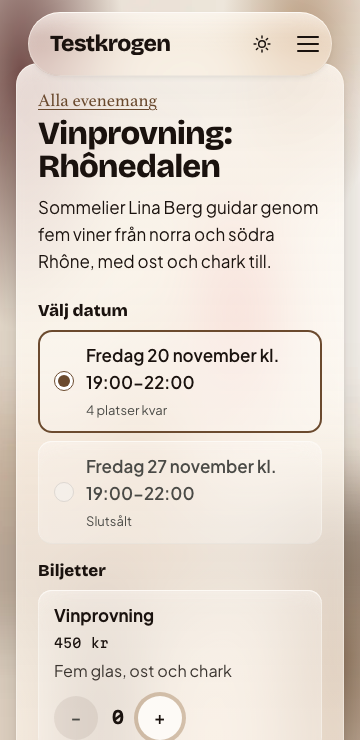 Testkrogen
Alla evenemang
Vinprovning:
Rhônedalen
Sommelier Lina Berg guidar genom
fem viner från norra och södra
Rhône, med ost och chark till.
Välj datum
Fredag 20 november kl.
19:00–22:00
4 platser kvar
Fredag 27 november kl.
19:00–22:00
Slutsålt
Biljetter
Vinprovning
450 kr
Fem glas, ost och chark
− 0 +